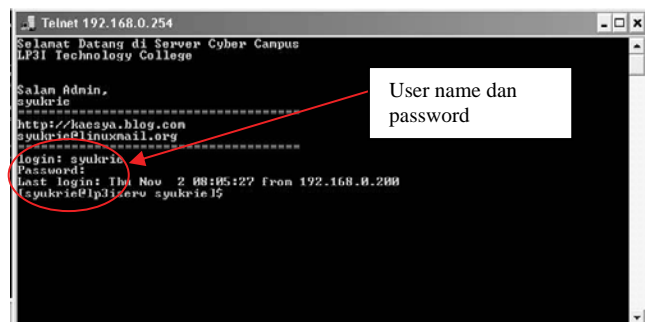 Telnet 192.168.0.254
Selamat Datang di Server Cyber Campus
LP3I Technology College
Salam Admin,
syukrie
========================================
http://kaesya.blog.com
syukrie@linuxmail.org
========================================
login: syukrie
Password:
Last login: Thu Nov 2 08:05:27 from 192.168.0.200
[syukrie@lp3iserv syukrie]$
User name dan
password